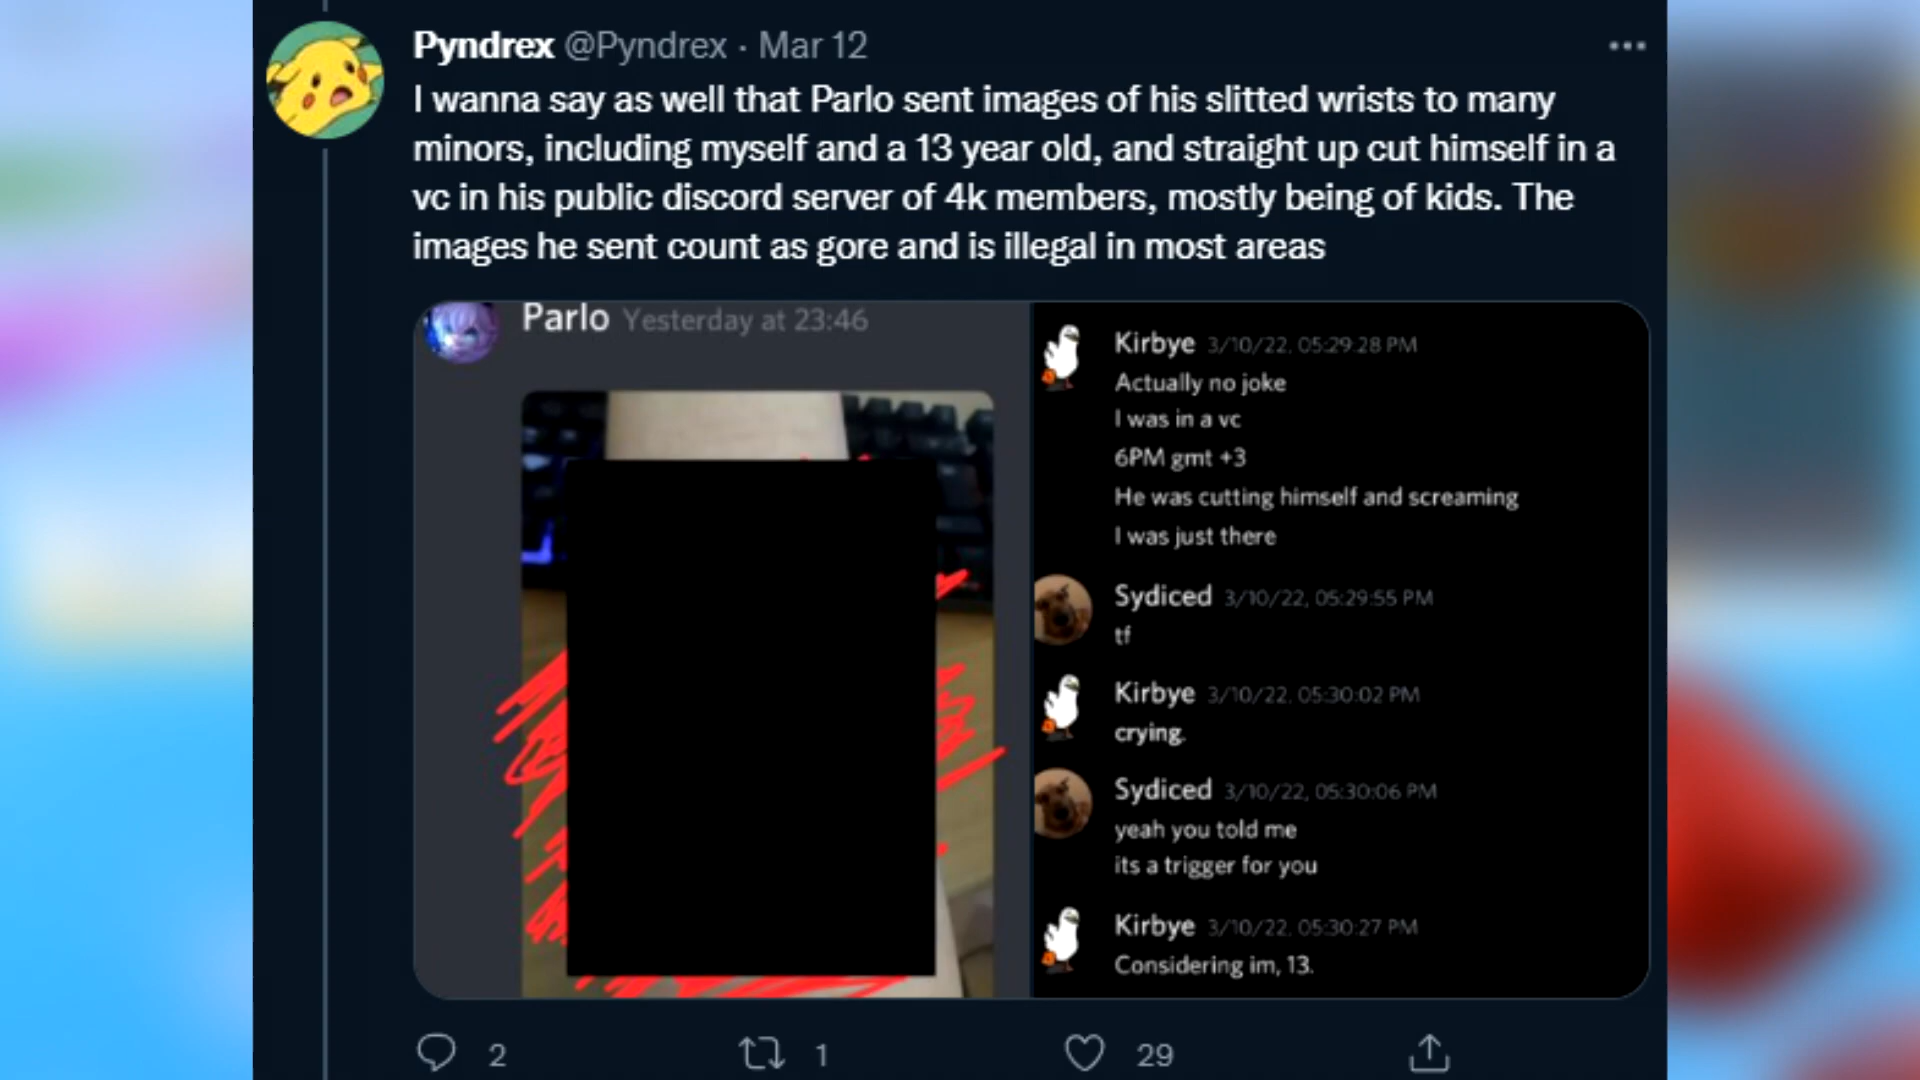 Pyndrex @Pyndrex · Mar 12
I wanna say as well that Parlo sent images of his slitted wrists to many
minors, including myself and a 13 year old, and straight up cut himself in a
vc in his public discord server of 4k members, mostly being of kids. The
images he sent count as gore and is illegal in most areas
Parlo Yesterday at 23:46
Kirbye 3/10/22, 05:29:28 PM
Actually no joke
I was in a vc
6PM gmt +3
He was cutting himself and screaming
I was just there
Sydiced 3/10/22, 05:29:55 PM
tf
Kirbye 3/10/22, 05:30:02 PM
crying.
Sydiced 3/10/22, 05:30:06 PM
yeah you told me
its a trigger for you
Kirbye 3/10/22, 05:30:27 PM
Considering im, 13.
2
1
29